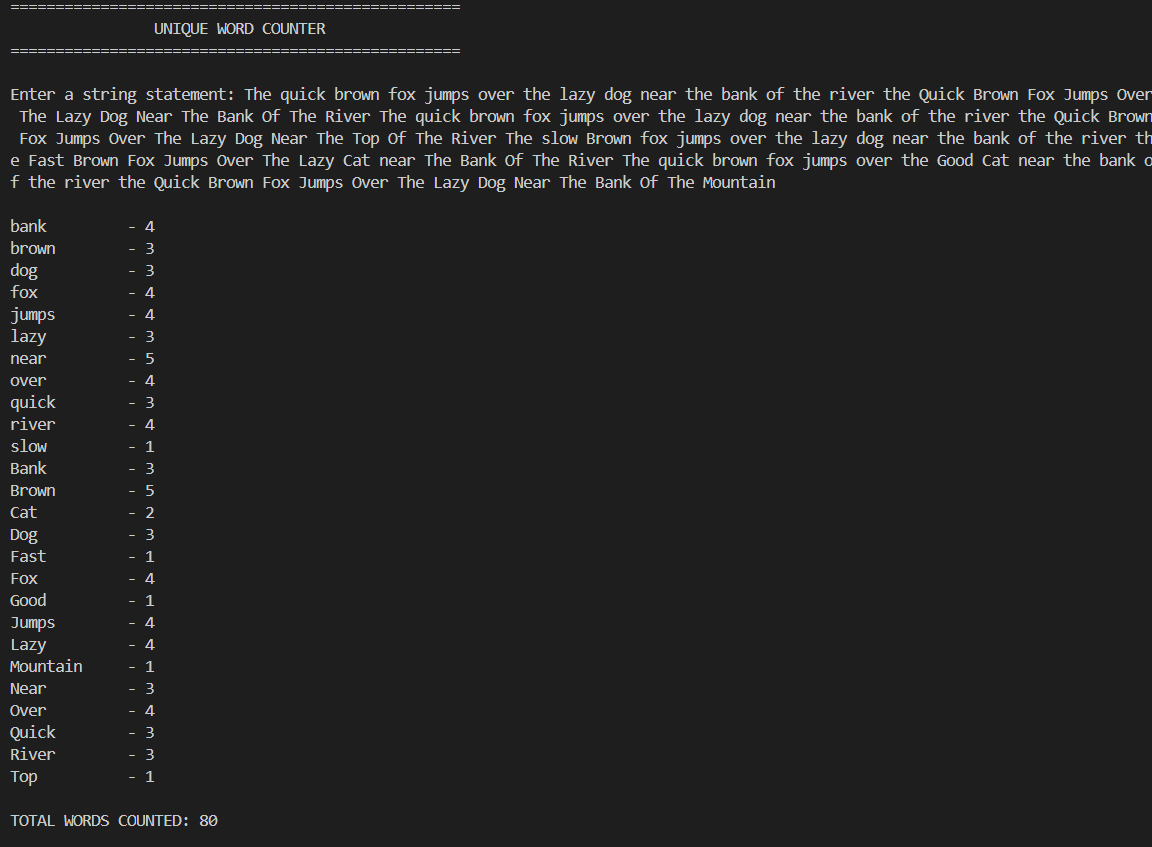 ==================================================
UNIQUE WORD COUNTER
==================================================
Enter a string statement: The quick brown fox jumps over the lazy dog near the bank of the river the Quick Brown Fox Jumps Over
The Lazy Dog Near The Bank Of The River The quick brown fox jumps over the lazy dog near the bank of the river the Quick Brown
Fox Jumps Over The Lazy Dog Near The Top Of The River The slow Brown fox jumps over the lazy dog near the bank of the river th
e Fast Brown Fox Jumps Over The Lazy Cat near The Bank Of The River The quick brown fox jumps over the Good Cat near the bank o
f the river the Quick Brown Fox Jumps Over The Lazy Dog Near The Bank Of The Mountain
bank - 4
brown - 3
dog - 3
fox - 4
jumps - 4
lazy - 3
near - 5
over - 4
quick - 3
river - 4
slow - 1
Bank - 3
Brown - 5
Cat - 2
Dog - 3
Fast - 1
Fox - 4
Good - 1
Jumps - 4
Lazy - 4
Mountain - 1
Near - 3
Over - 4
Quick - 3
River - 3
Top - 1
TOTAL WORDS COUNTED: 80